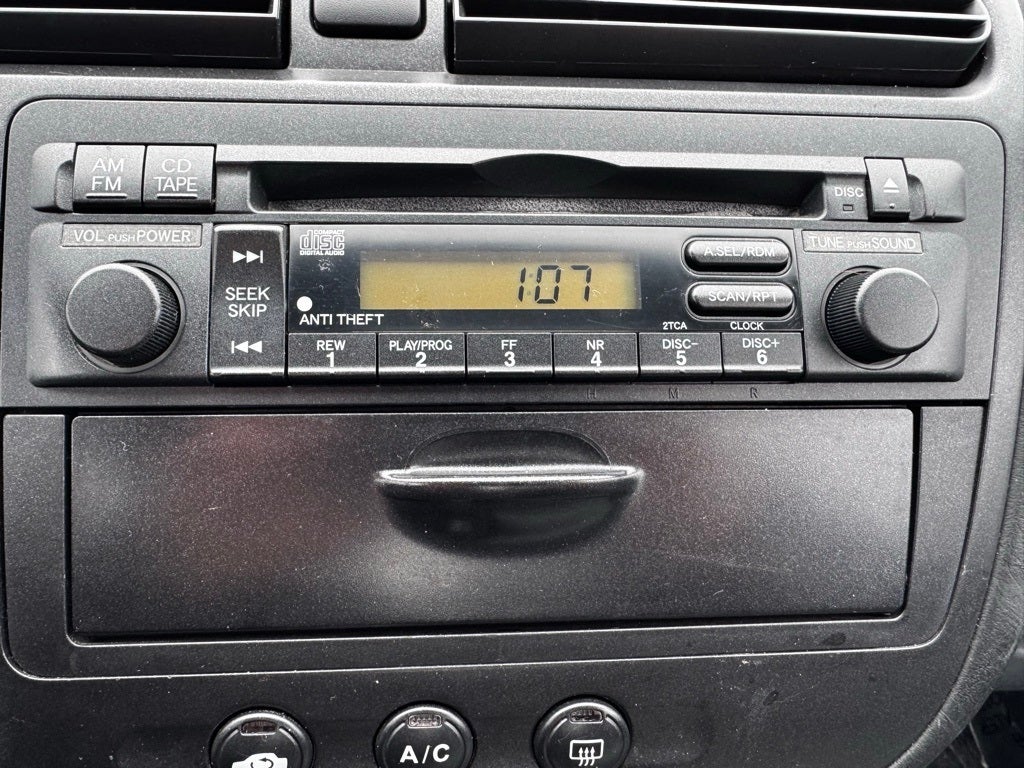 AM
FM
CD
TAPE
DISC
VOL PUSH POWER
COMPACT
disc
DIGITAL AUDIO
A.SEL/RDM
TUNE PUSH SOUND
SEEK
SKIP
1:07
SCAN/RPT
ANTI THEFT
2TCA CLOCK
REW PLAY/PROG FF NR DISC- DISC+
1 2 3 4 5 6
H M R
A/C